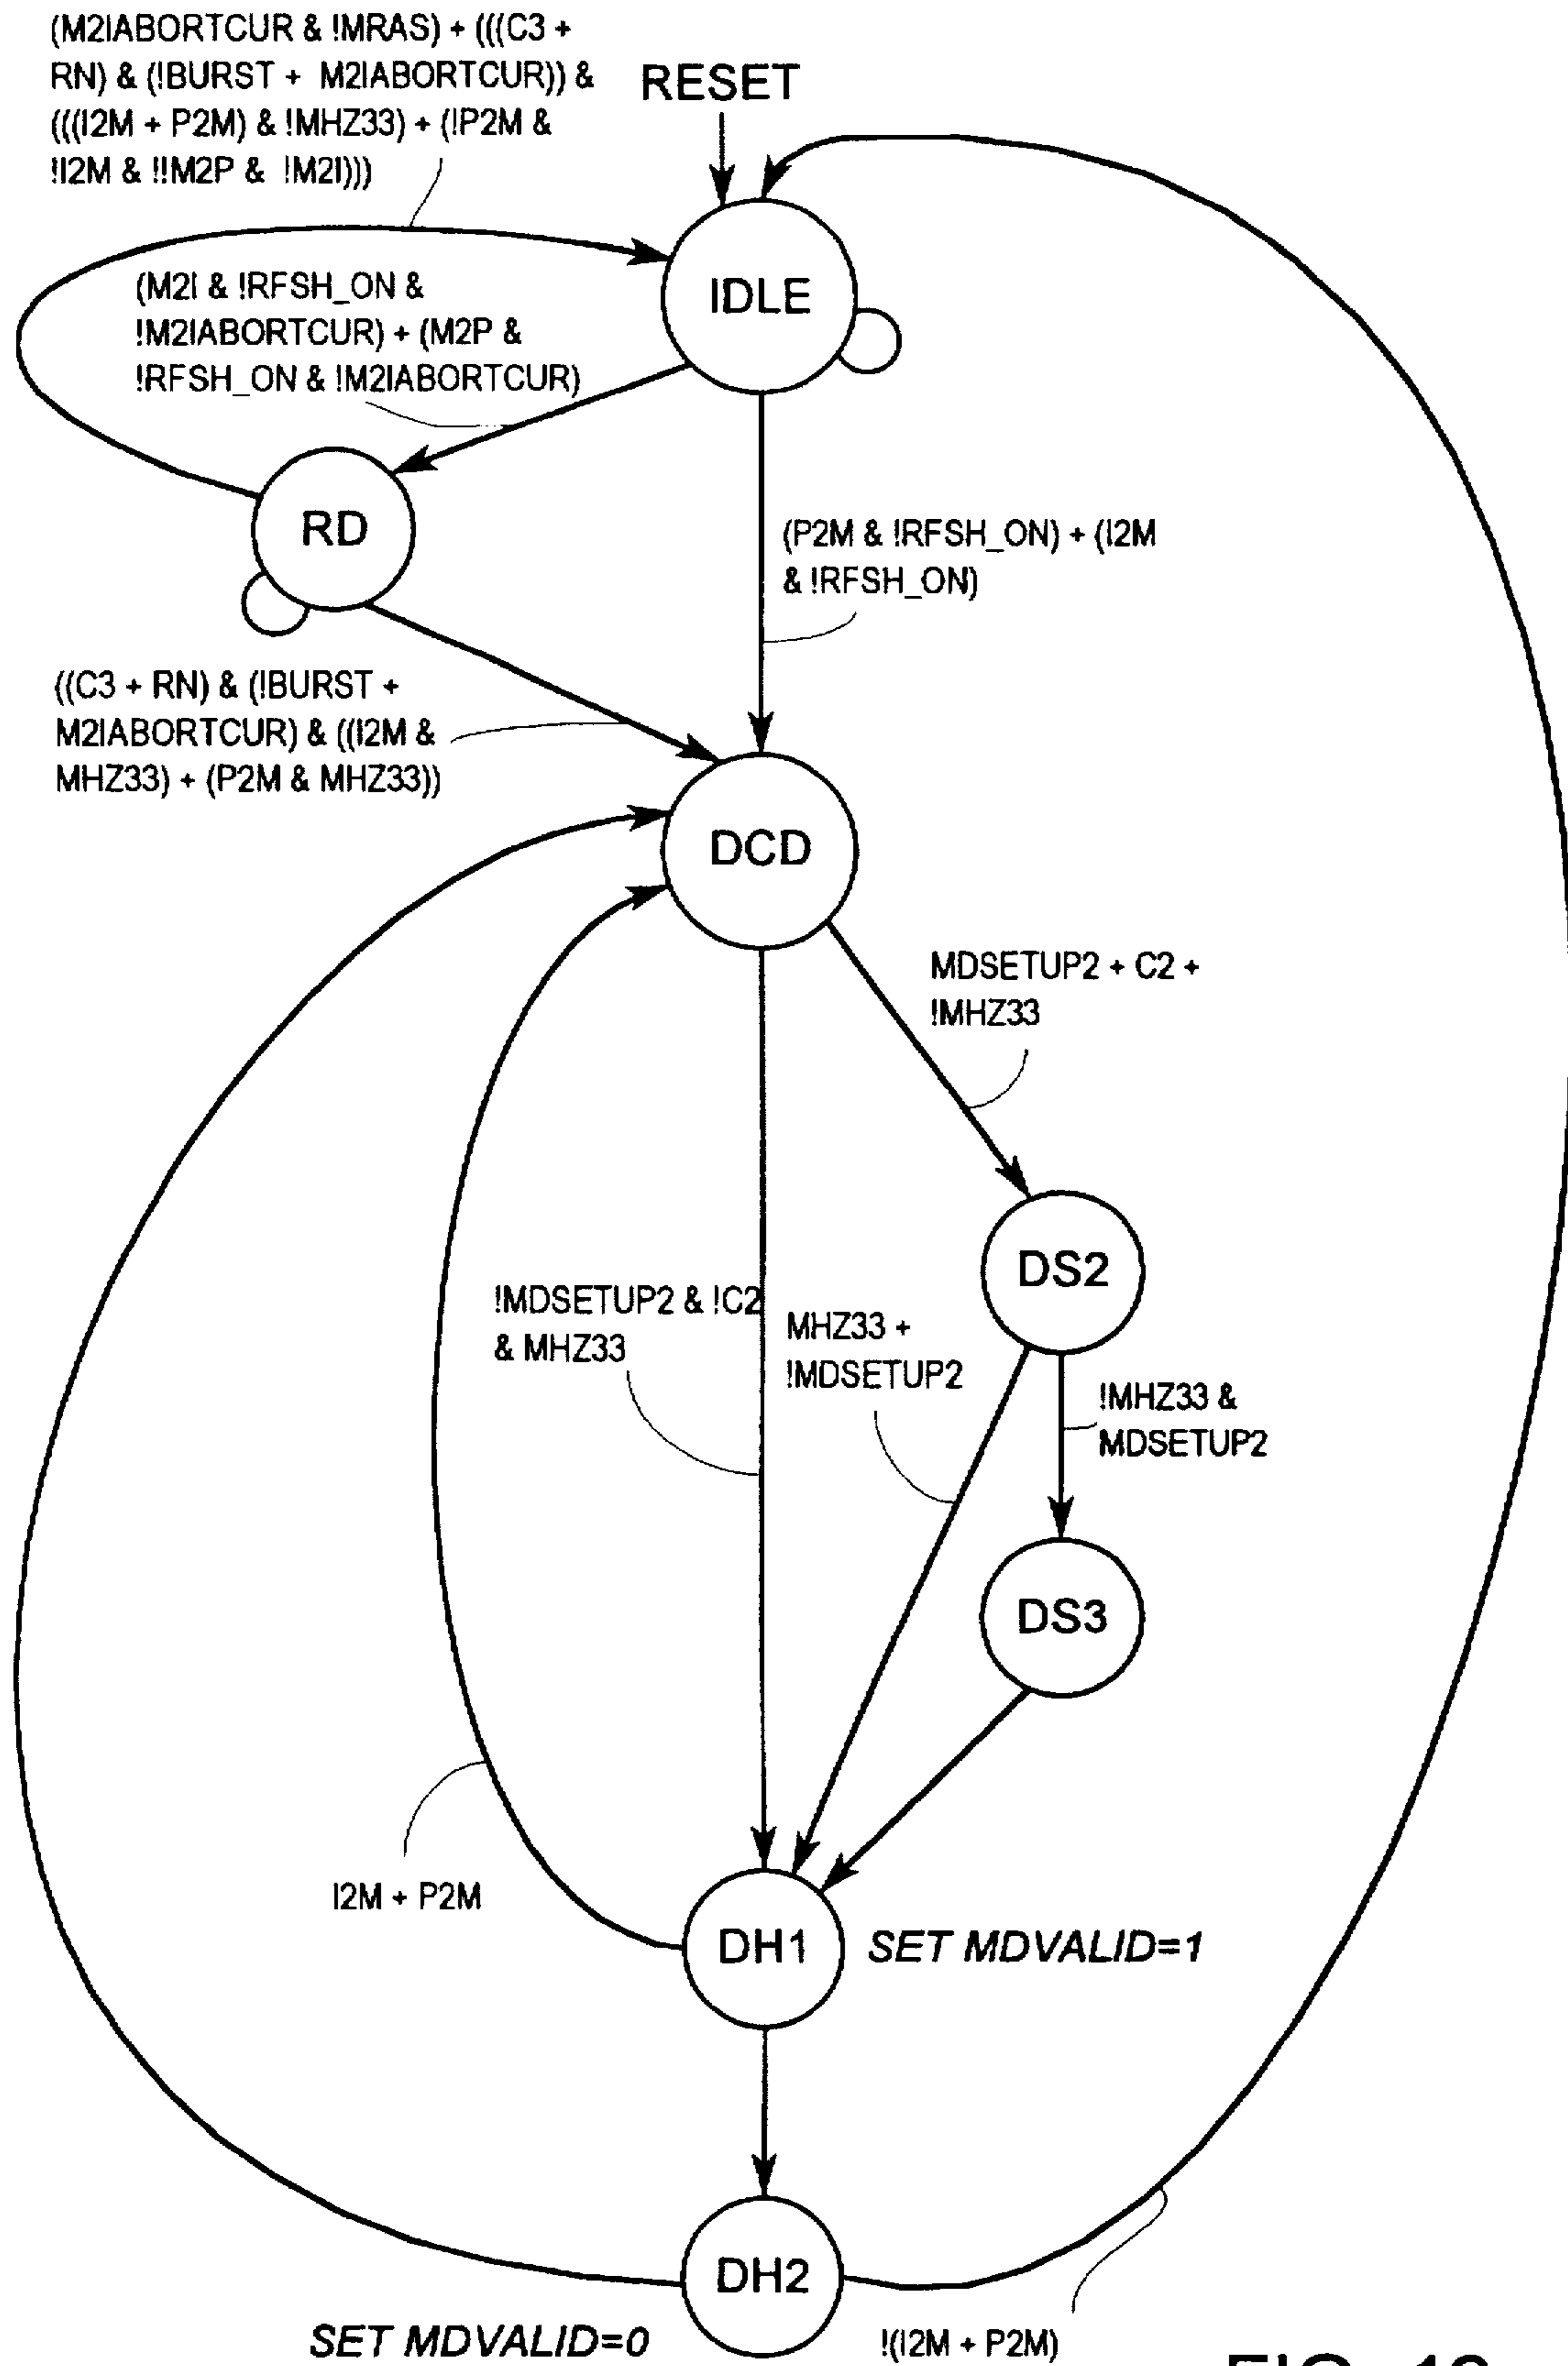 (M2IABORTCUR & !MRAS) + (((C3 +
RN) & (!BURST + M2IABORTCUR)) &
(((I2M + P2M) & !MHZ33) + (!P2M &
!I2M & !!M2P & !M2I)))
RESET
IDLE
(M2I & !RFSH_ON &
!M2IABORTCUR) + (M2P &
!RFSH_ON & !M2IABORTCUR)
RD
(P2M & !RFSH_ON) + (I2M
& !RFSH_ON)
((C3 + RN) & (!BURST +
M2IABORTCUR) & ((I2M &
MHZ33) + (P2M & MHZ33))
DCD
MDSETUP2 + C2 +
!MHZ33
DS2
!MDSETUP2 & !C2
& MHZ33
MHZ33 +
!MDSETUP2
!MHZ33 &
MDSETUP2
DS3
I2M + P2M
DH1
SET MDVALID=1
DH2
SET MDVALID=0
!(I2M + P2M)